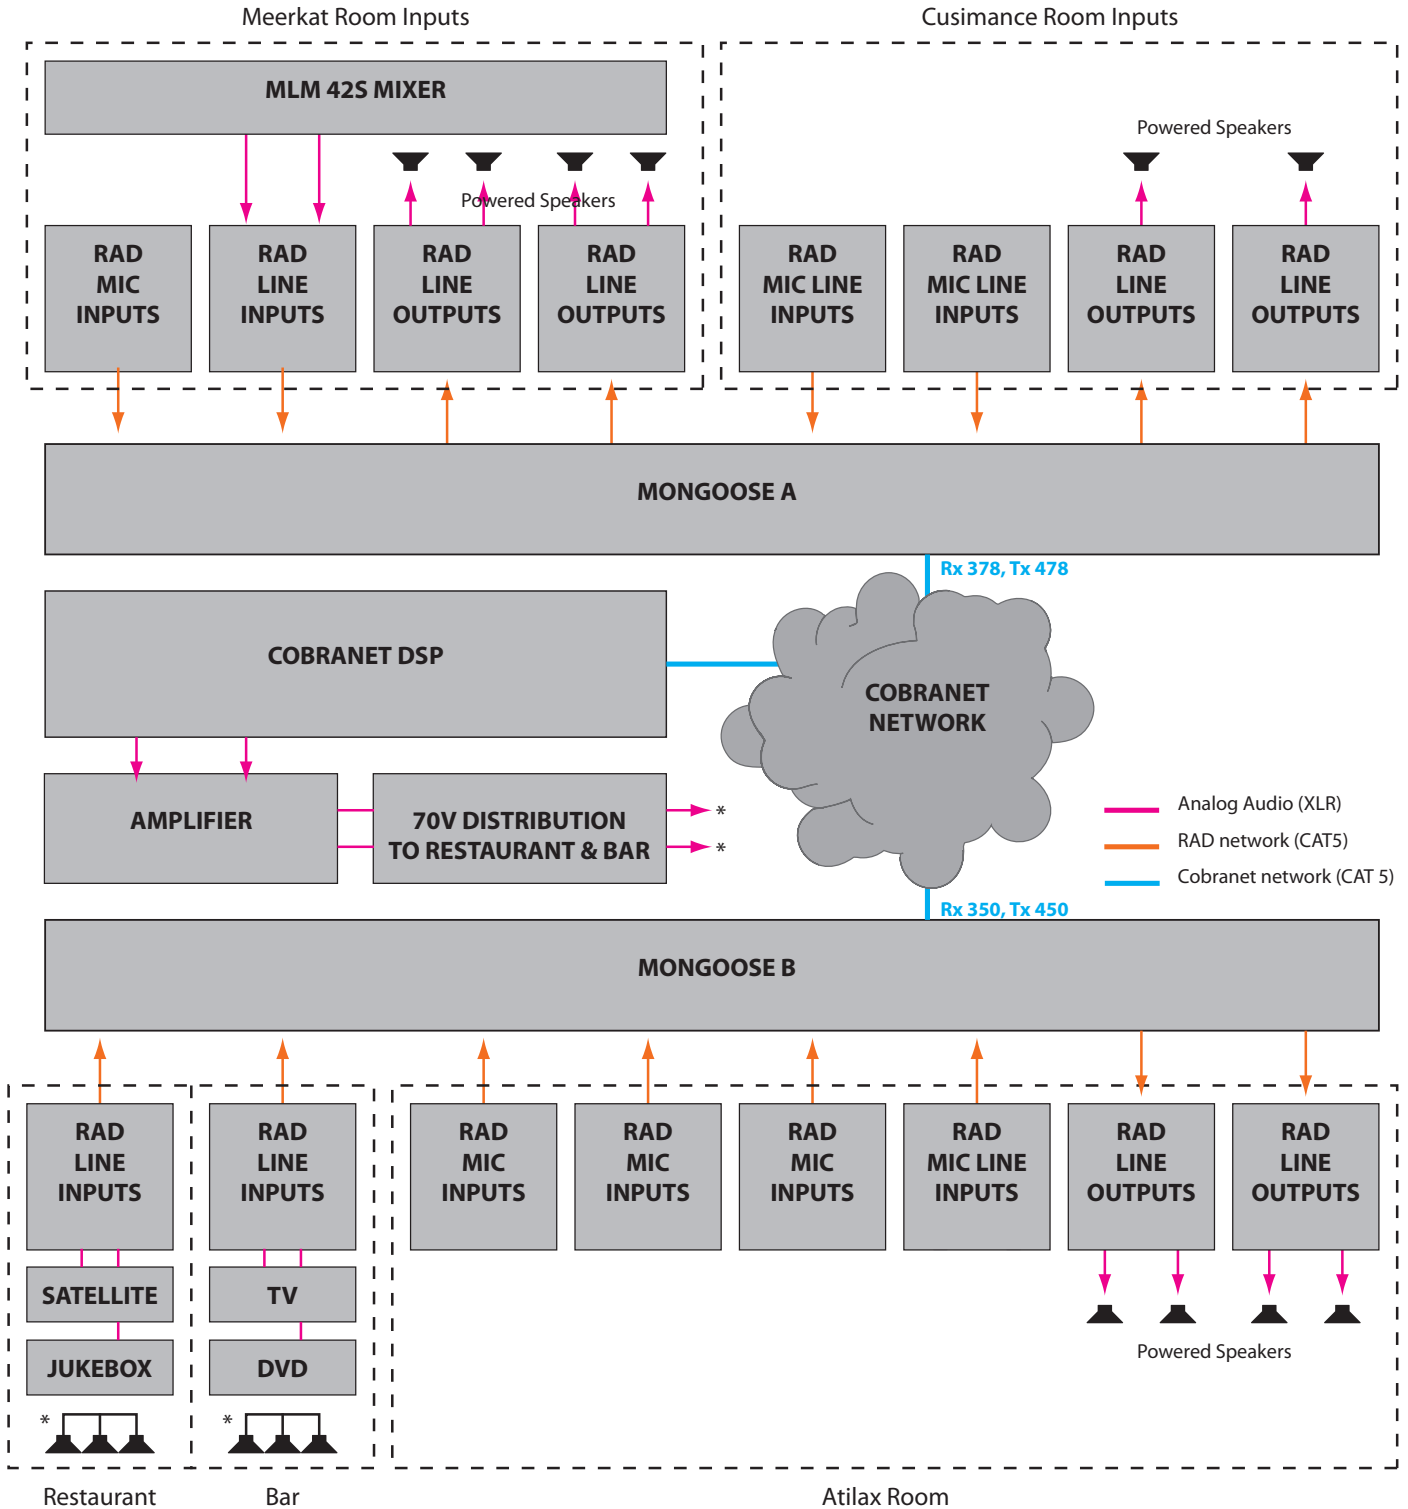 Meerkat Room Inputs
Cusimance Room Inputs
MLM 42S MIXER
Powered Speakers
Powered Speakers
RAD
MIC
INPUTS
RAD
LINE
INPUTS
RAD
LINE
OUTPUTS
RAD
LINE
OUTPUTS
RAD
MIC LINE
INPUTS
RAD
MIC LINE
INPUTS
RAD
LINE
OUTPUTS
RAD
LINE
OUTPUTS
MONGOOSE A
Rx 378, Tx 478
COBRANET DSP
COBRANET
NETWORK
AMPLIFIER
70V DISTRIBUTION
TO RESTAURANT & BAR
*
*
Analog Audio (XLR)
RAD network (CAT5)
Cobranet network (CAT 5)
Rx 350, Tx 450
MONGOOSE B
RAD
LINE
INPUTS
RAD
LINE
INPUTS
RAD
MIC
INPUTS
RAD
MIC
INPUTS
RAD
MIC
INPUTS
RAD
MIC LINE
INPUTS
RAD
LINE
OUTPUTS
RAD
LINE
OUTPUTS
SATELLITE
TV
JUKEBOX
DVD
Powered Speakers
*
*
Restaurant
Bar
Atilax Room